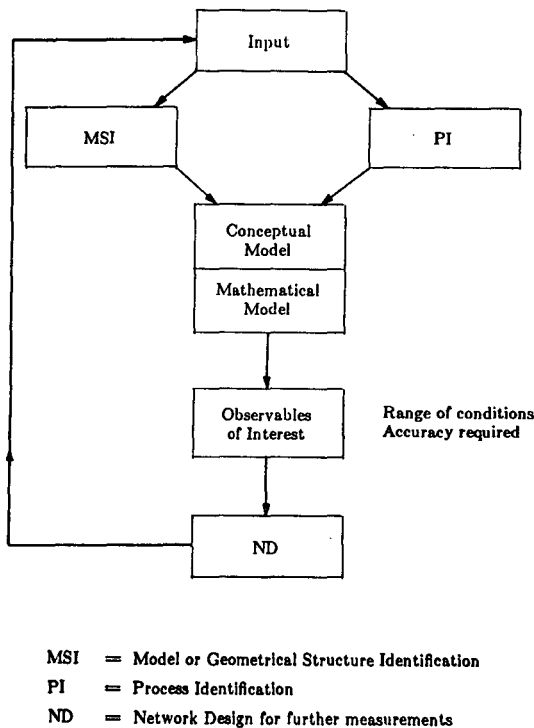 Input
MSI
PI
Conceptual
Model
Mathematical
Model
Observables
of Interest
Range of conditions
Accuracy required
ND
MSI = Model or Geometrical Structure Identification
PI = Process Identification
ND = Network Design for further measurements